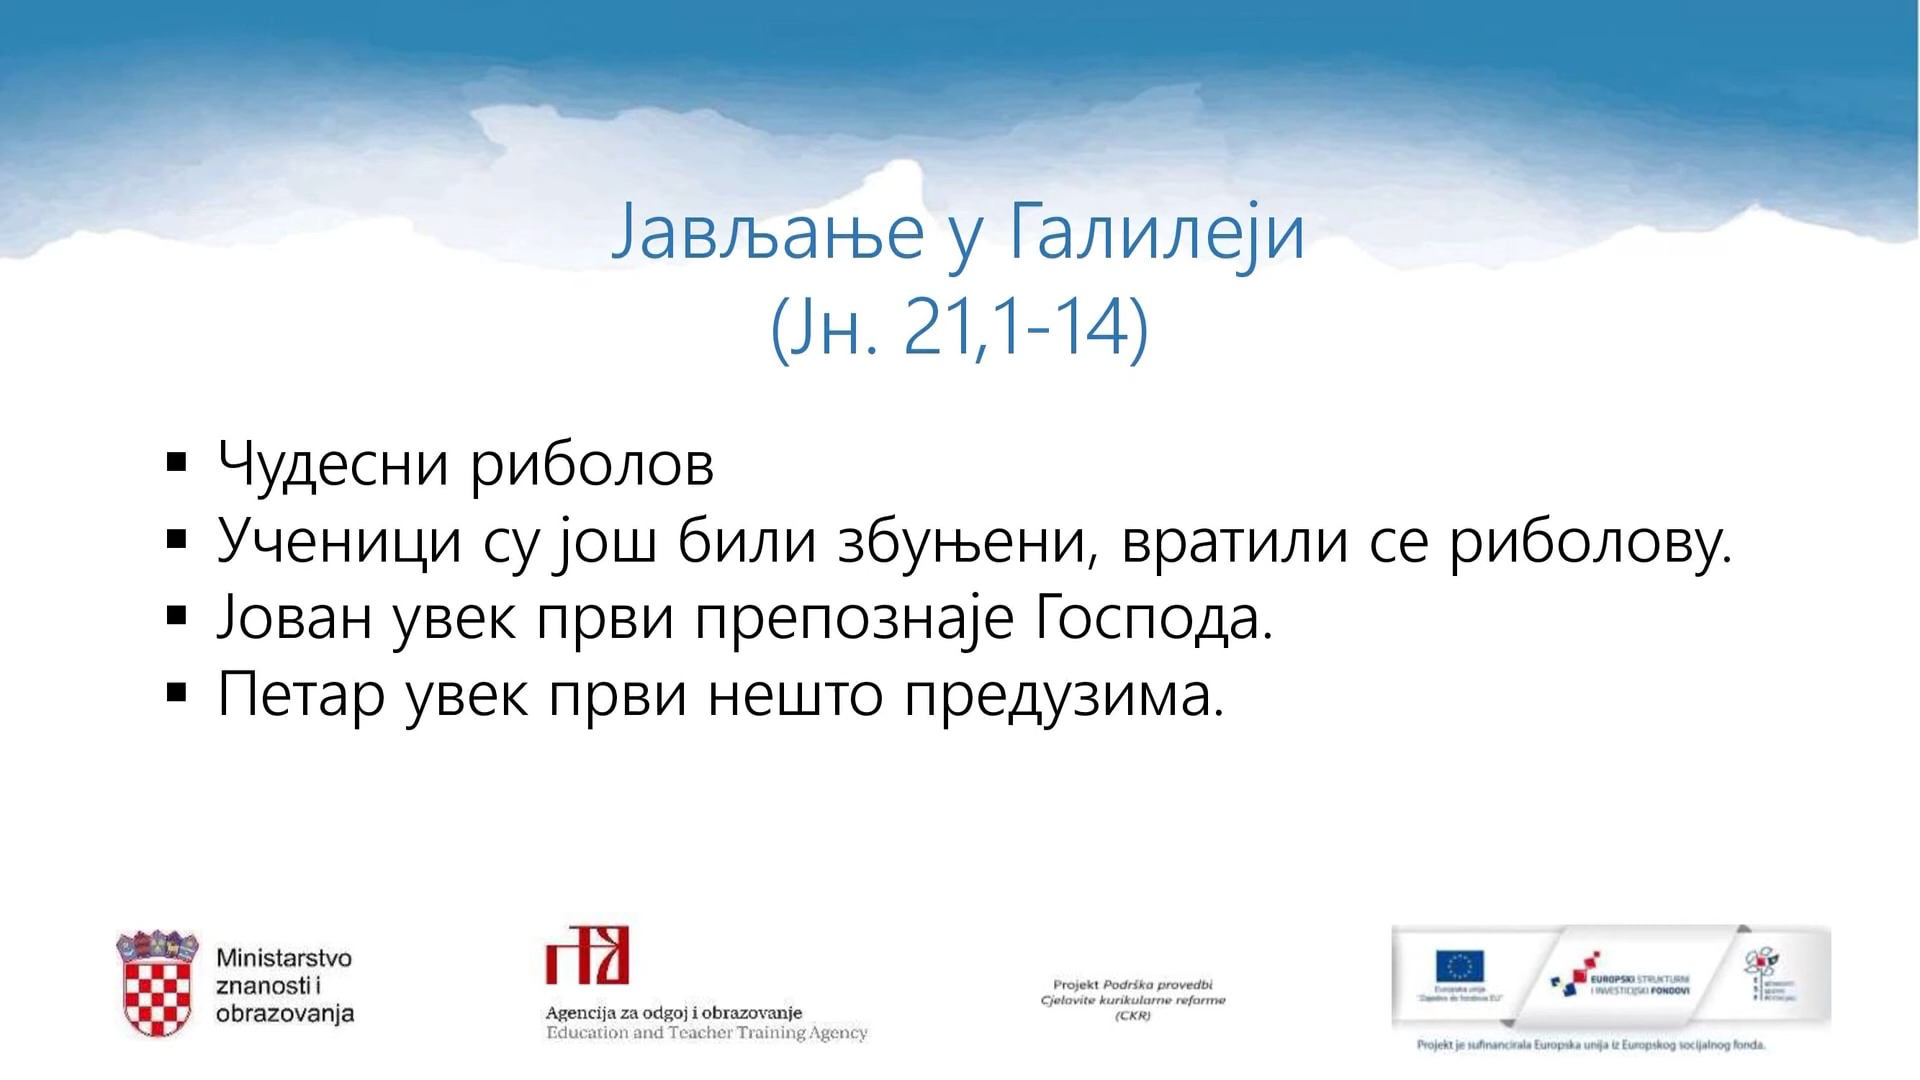 Јављање у Галилеји
(Јн. 21,1-14)
▪ Чудесни риболов
▪ Ученици су још били збуњени, вратили се риболову.
▪ Јован увек први препознаје Господа.
▪ Петар увек први нешто предузима.
Ministarstvo
znanosti i
obrazovanja
Agencija za odgoj i obrazovanje
Education and Teacher Training Agency
Projekt Podrška provedbi
Cjelovite kurikularne reforme
(CKR)
Europska unija
EUROPSKI STRUKTURNI
I INVESTICIJSKI FONDOVI
Projekt je sufinancirala Europska unija iz Europskog socijalnog fonda.